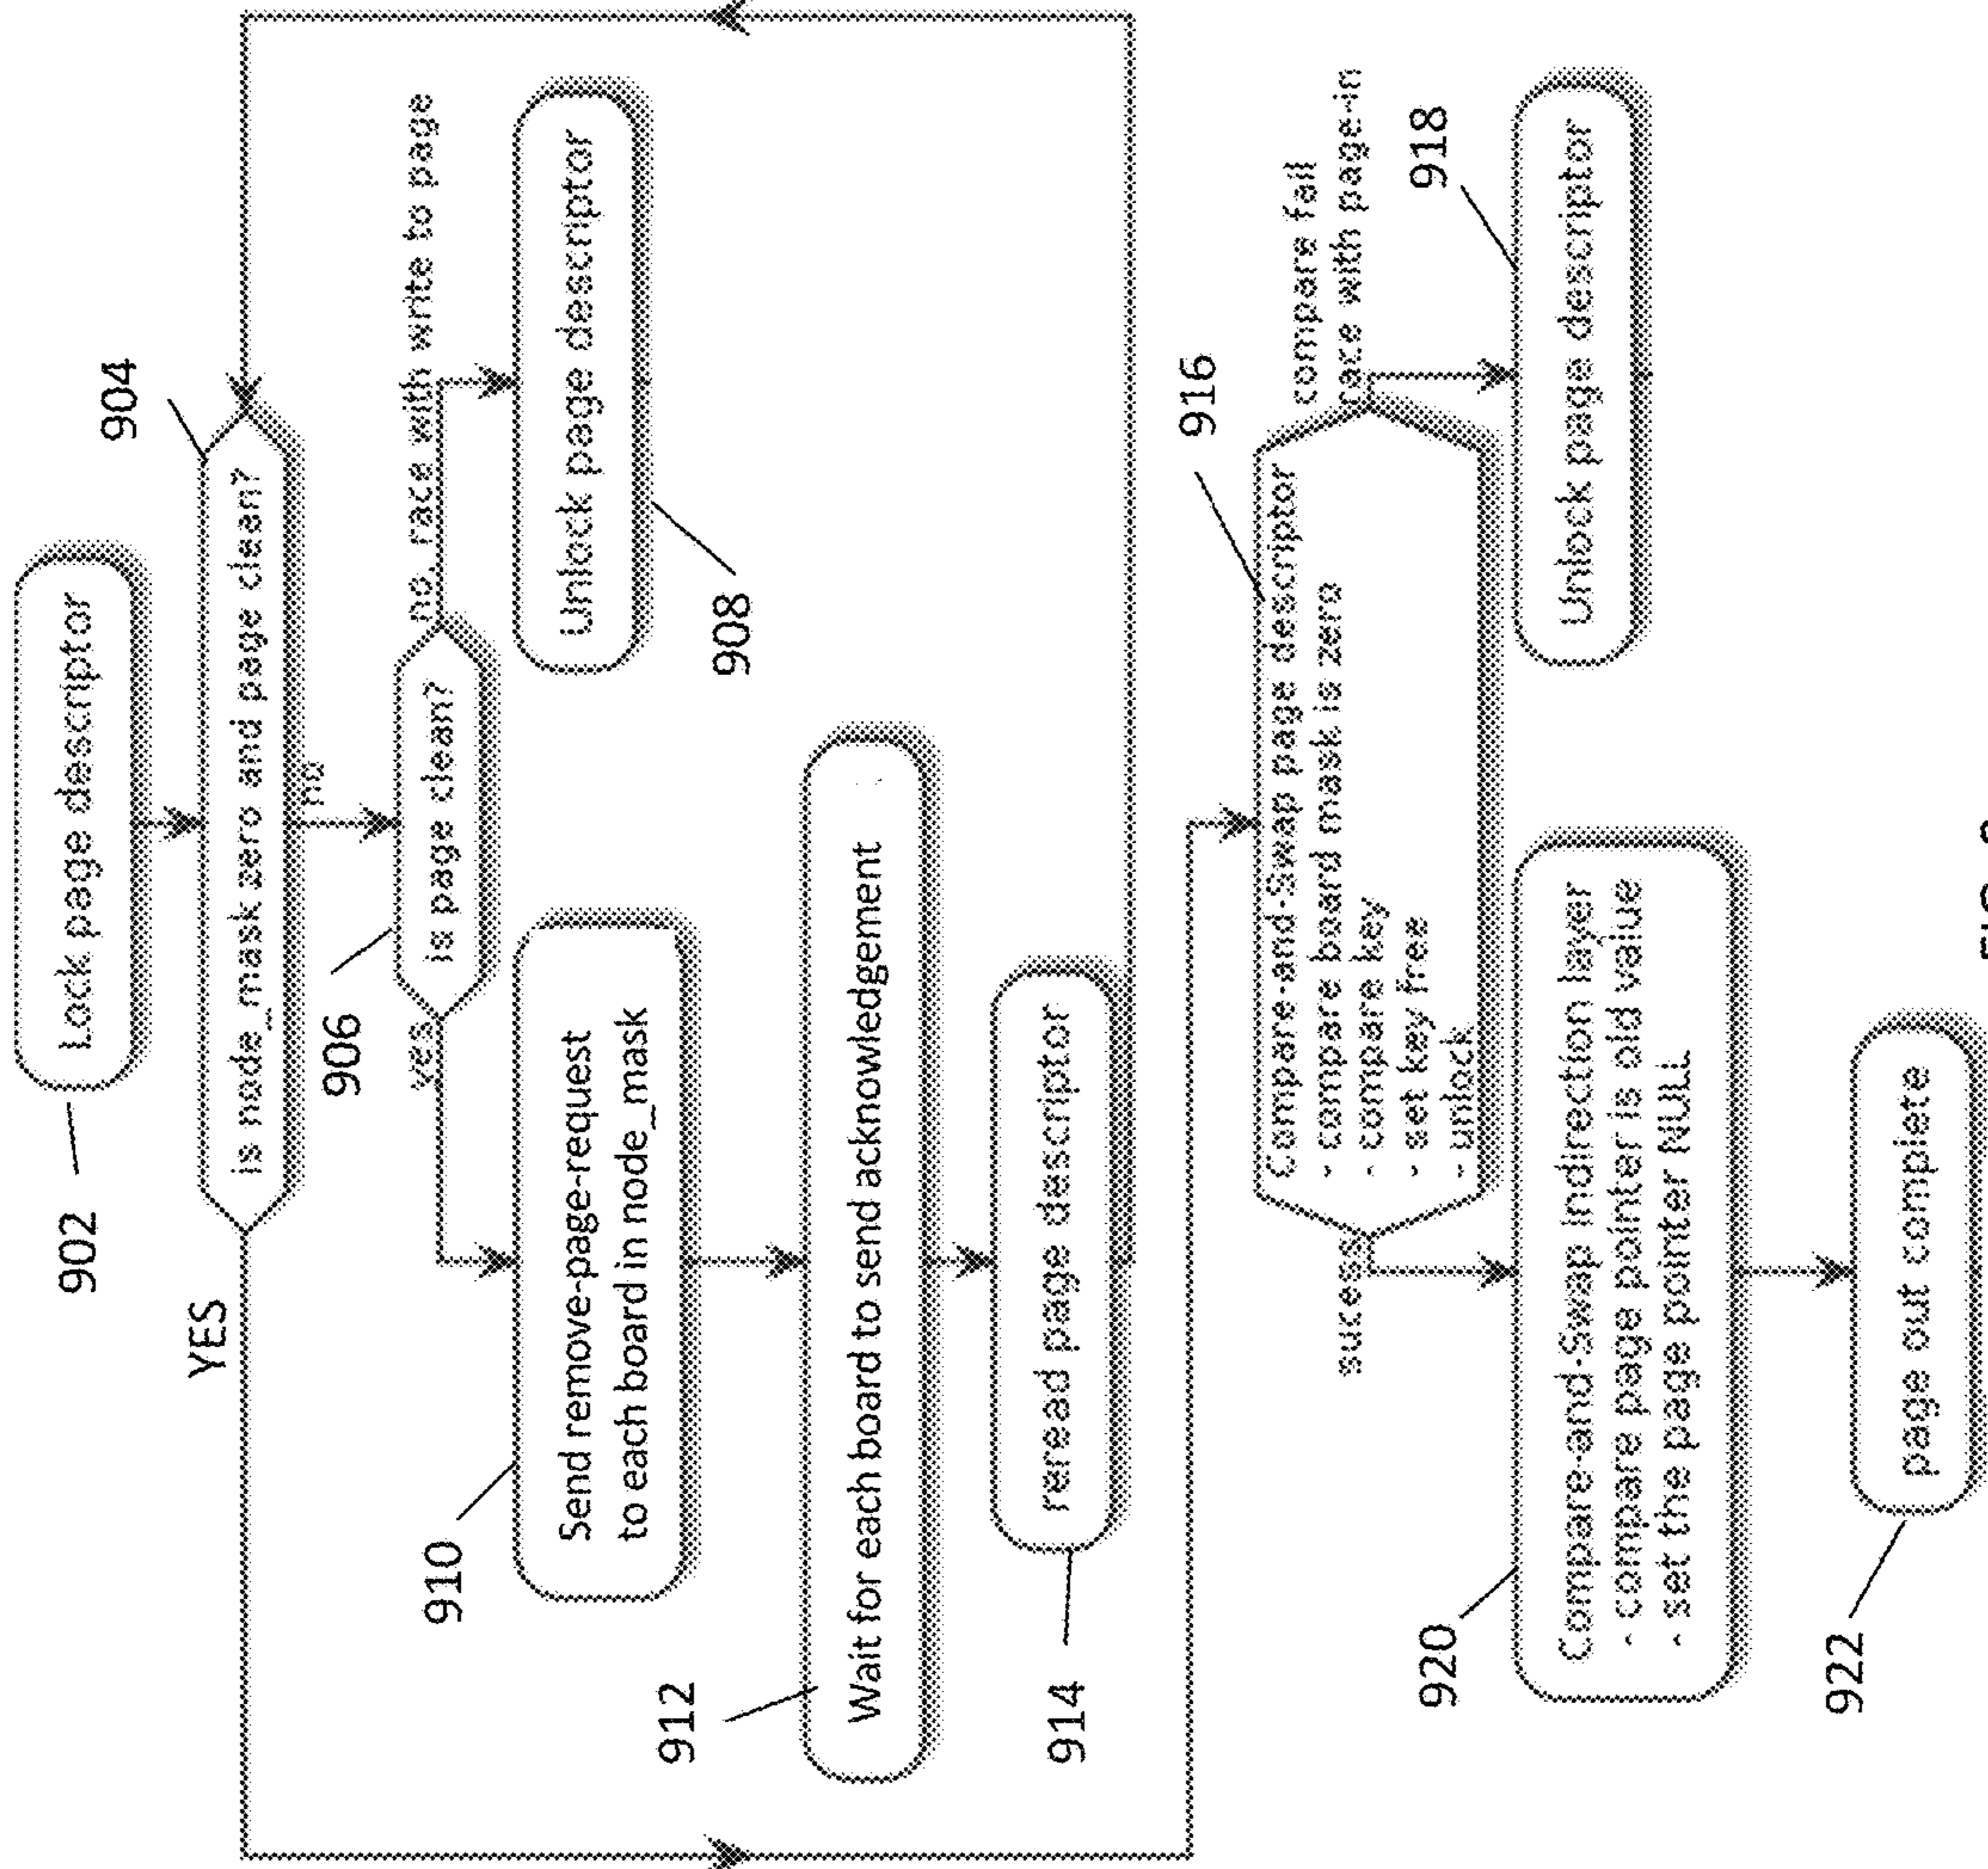 902
Lock page descriptor
904
is node_mask zero and page clean?
YES
no
906
is page clean?
yes
no, race with write to page
Unlock page descriptor
908
910
Send remove-page-request
to each board in node_mask
912
Wait for each board to send acknowledgement
914
reread page descriptor
916
Compare-and-Swap page descriptor
- compare board mask is zero
- compare key
- set key free
- unlock
sucess
compare fail
race with page-in
918
Unlock page descriptor
920
Compare-and-Swap indirection layer
- compare page pointer is old value
- set the page pointer NULL
922
page out complete